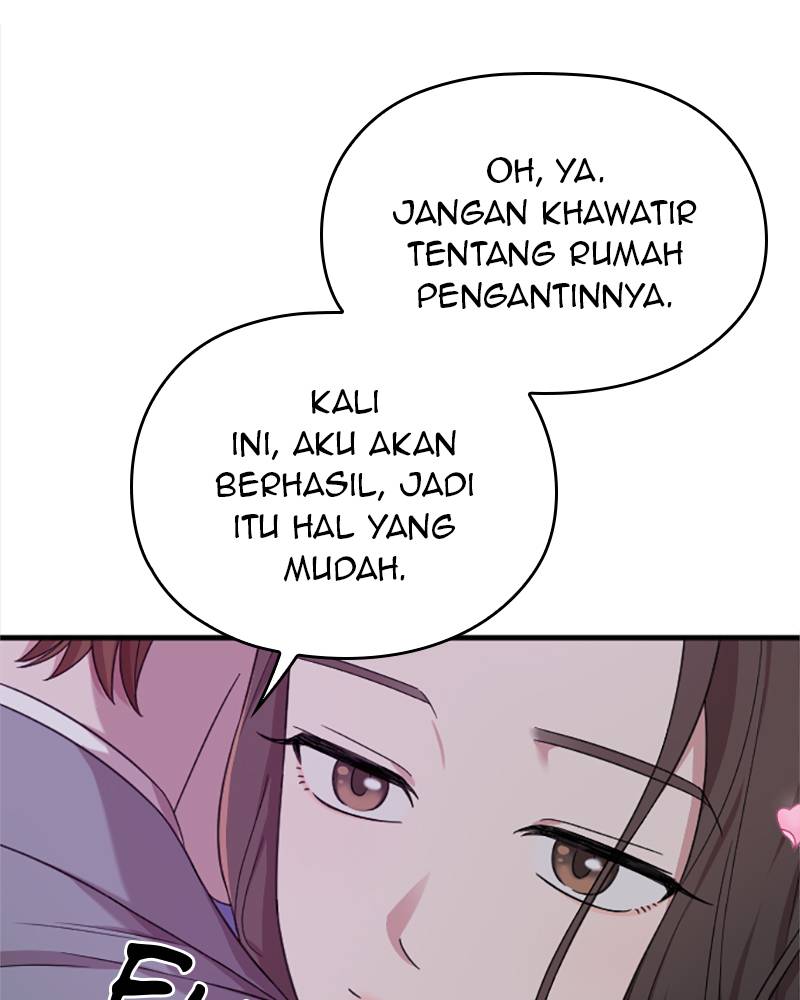 OH, YA.
JANGAN KHAWATIR
TENTANG RUMAH
PENGANTINNYA.
KALI
INI, AKU AKAN
BERHASIL, JADI
ITU HAL YANG
MUDAH.